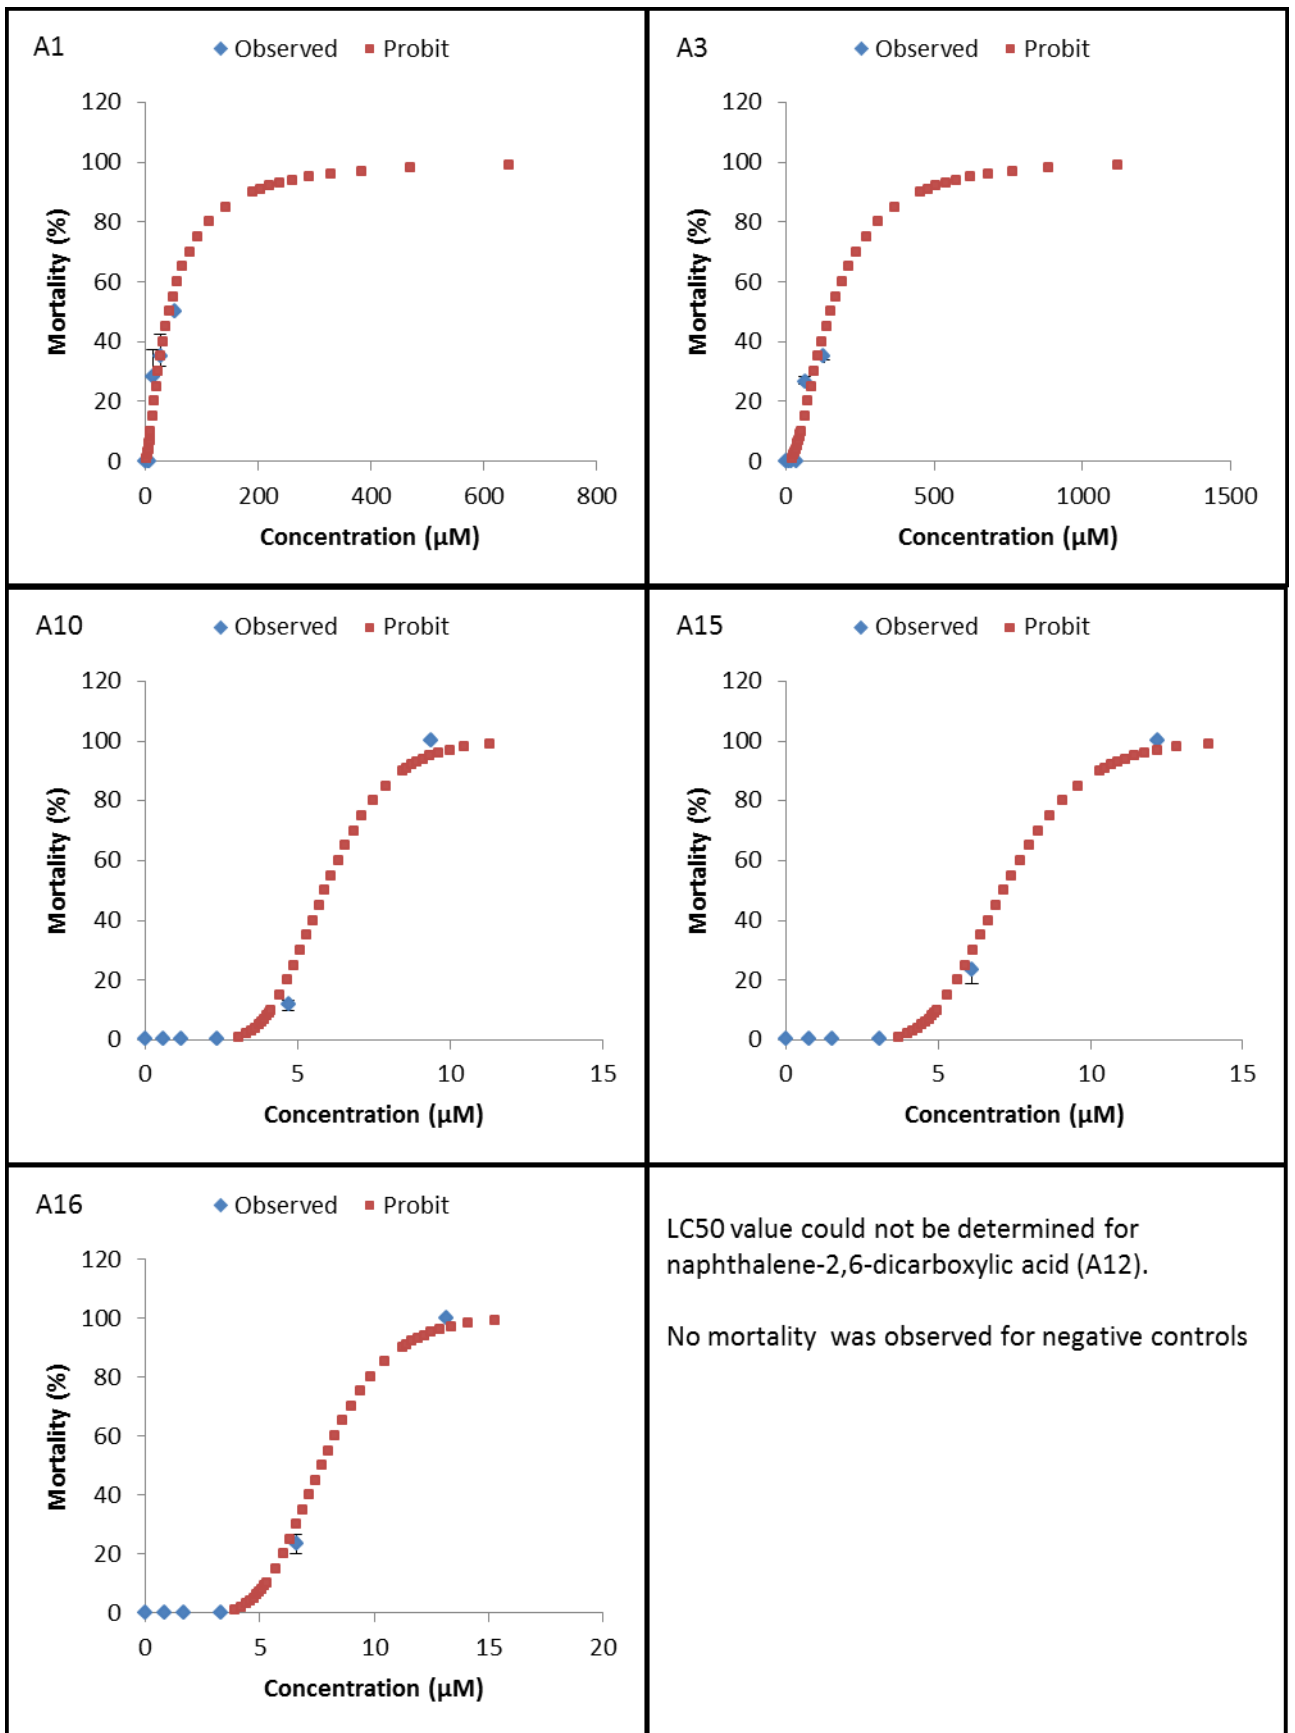 A1
Observed Probit
120
100
80
60
40
20
0
Mortality (%)
0 200 400 600 800
Concentration (µM)
A3
Observed Probit
120
100
80
60
40
20
0
Mortality (%)
0 500 1000 1500
Concentration (µM)
A10
Observed Probit
120
100
80
60
40
20
0
Mortality (%)
0 5 10 15
Concentration (µM)
A15
Observed Probit
120
100
80
60
40
20
0
Mortality (%)
0 5 10 15
Concentration (µM)
A16
Observed Probit
120
100
80
60
40
20
0
Mortality (%)
0 5 10 15 20
Concentration (µM)
LC50 value could not be determined for
naphthalene-2,6-dicarboxylic acid (A12).
No mortality was observed for negative controls